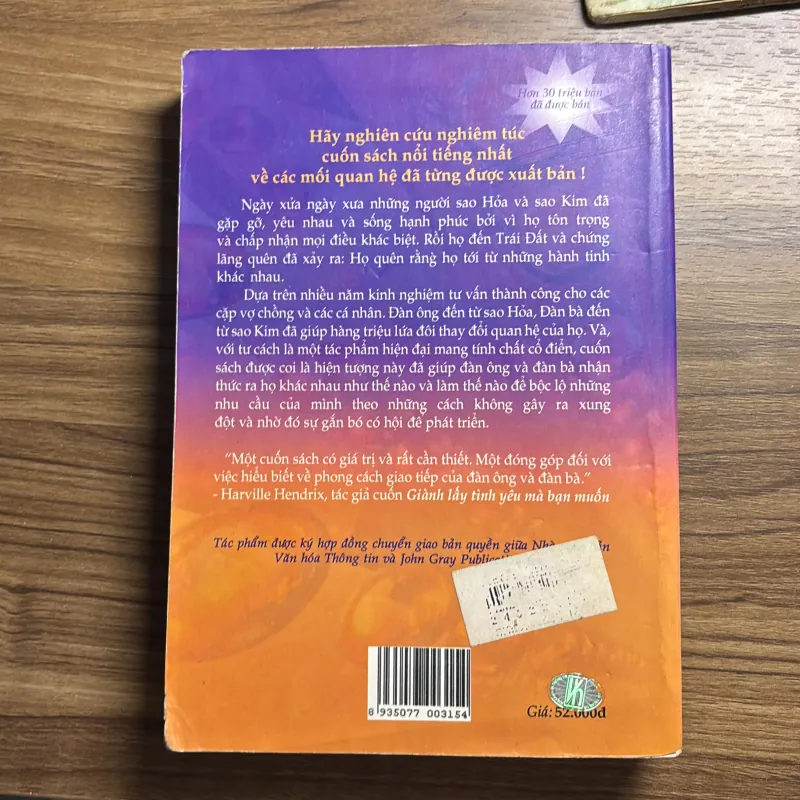 Hơn 30 triệu bản
đã được bán
Hãy nghiên cứu nghiêm túc
cuốn sách nổi tiếng nhất
về các mối quan hệ đã từng được xuất bản !
Ngày xửa ngày xưa những người sao Hỏa và sao Kim đã
gặp gỡ, yêu nhau và sống hạnh phúc bởi vì họ tôn trọng
và chấp nhận mọi điều khác biệt. Rồi họ đến Trái Đất và chứng
lãng quên đã xảy ra: Họ quên rằng họ tới từ những hành tinh
khác nhau.
Dựa trên nhiều năm kinh nghiệm tư vấn thành công cho các
cặp vợ chồng và các cá nhân. Đàn ông đến từ sao Hỏa, Đàn bà đến
từ sao Kim đã giúp hàng triệu lứa đôi thay đổi quan hệ của họ. Và,
với tư cách là một tác phẩm hiện đại mang tính chất cổ điển, cuốn
sách được coi là hiện tượng này đã giúp đàn ông và đàn bà nhận
thức ra họ khác nhau như thế nào và làm thế nào để bộc lộ những
nhu cầu của mình theo những cách không gây ra xung
đột và nhờ đó sự gắn bó có hội đê phát triển.
“Một cuốn sách có giá trị và rất cần thiết. Một đóng góp đối với
việc hiểu biết về phong cách giao tiếp của đàn ông và đàn bà.”
- Harville Hendrix, tác giả cuốn Giành lấy tình yêu mà bạn muốn
Tác phẩm được ký hợp đồng chuyển giao bản quyền giữa Nhà
Văn hóa Thông tin và John Gray
8 935077 003154
Giá: 52.000đ